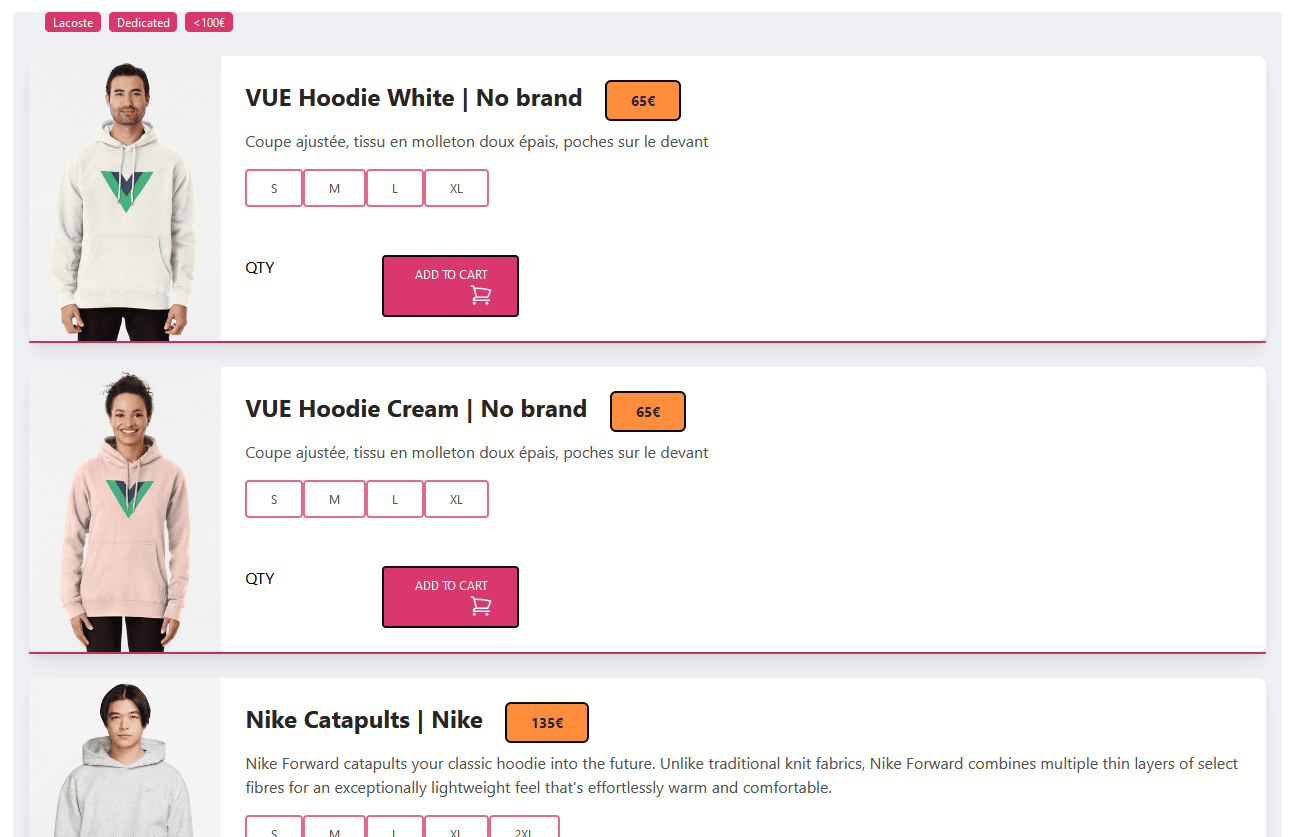 Lacoste Dedicated <100€
VUE Hoodie White | No brand 65€
Coupe ajustée, tissu en molleton doux épais, poches sur le devant
S M L XL
QTY ADD TO CART
VUE Hoodie Cream | No brand 65€
Coupe ajustée, tissu en molleton doux épais, poches sur le devant
S M L XL
QTY ADD TO CART
Nike Catapults | Nike 135€
Nike Forward catapults your classic hoodie into the future. Unlike traditional knit fabrics, Nike Forward combines multiple thin layers of select
fibres for an exceptionally lightweight feel that's effortlessly warm and comfortable.
S M L XL 2XL